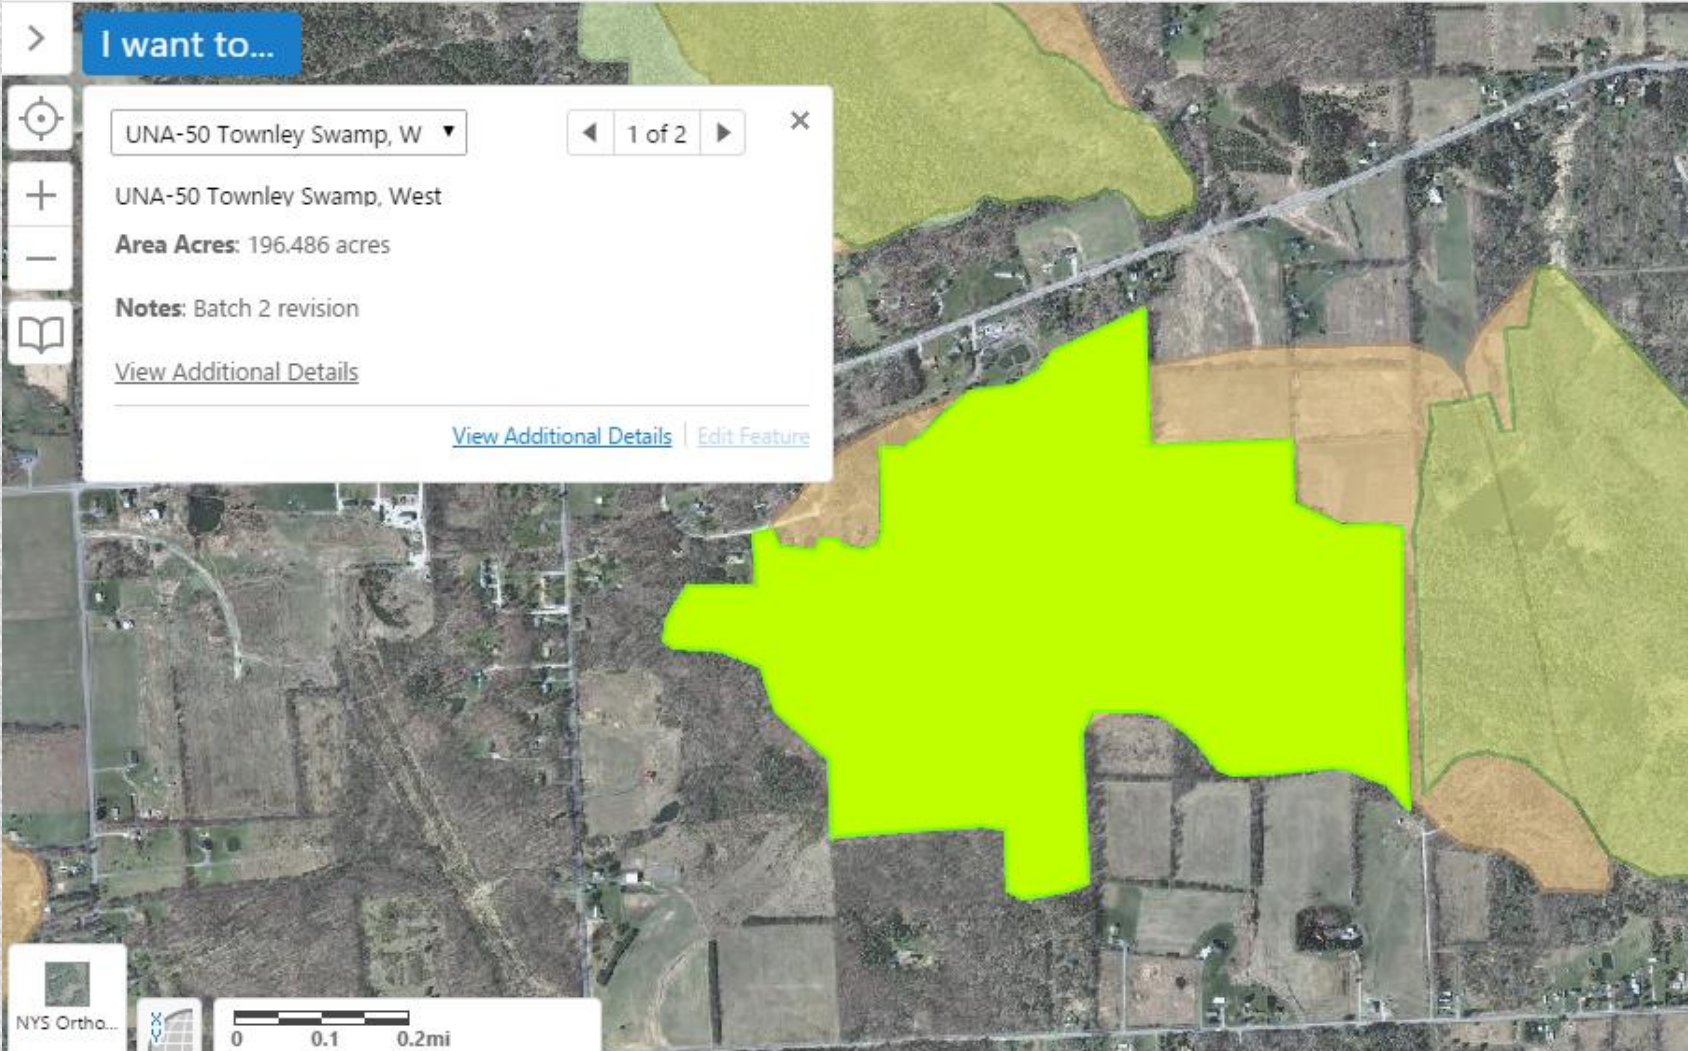 I want to...
UNA-50 Townley Swamp, W
1 of 2
UNA-50 Townley Swamp, West
Area Acres: 196.486 acres
Notes: Batch 2 revision
View Additional Details
View Additional Details | Edit Feature
NYS Ortho...
XY
0 0.1 0.2mi